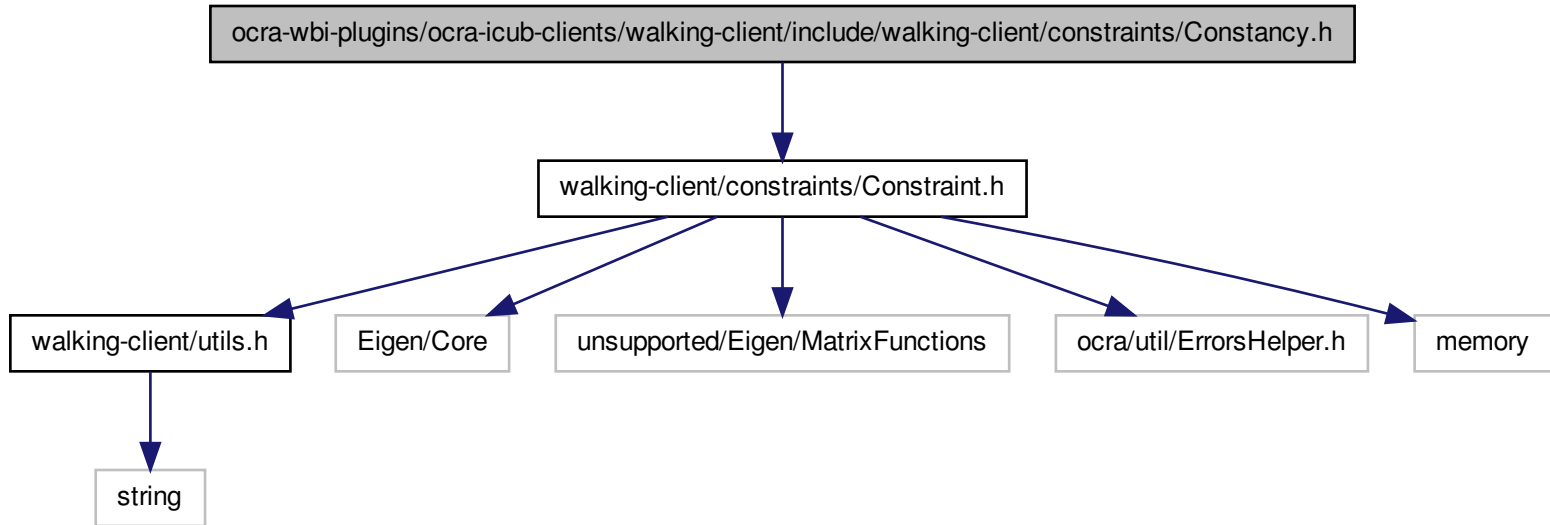 ocra-wbi-plugins/ocra-icub-clients/walking-client/include/walking-client/constraints/Constancy.h
walking-client/constraints/Constraint.h
walking-client/utils.h
Eigen/Core
unsupported/Eigen/MatrixFunctions
ocra/util/ErrorsHelper.h
memory
string